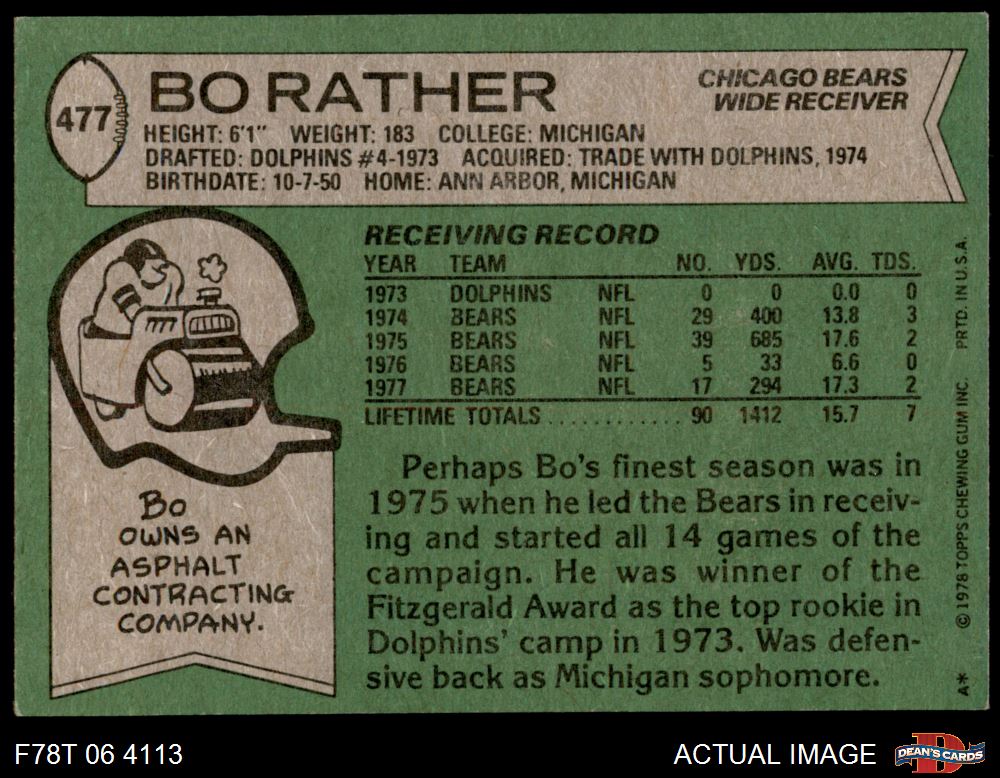 477
BO RATHER
CHICAGO BEARS
WIDE RECEIVER
HEIGHT: 6'1" WEIGHT: 183 COLLEGE: MICHIGAN
DRAFTED: DOLPHINS #4-1973 ACQUIRED: TRADE WITH DOLPHINS, 1974
BIRTHDATE: 10-7-50 HOME: ANN ARBOR, MICHIGAN
RECEIVING RECORD
YEAR TEAM NO. YDS. AVG. TDS.
1973 DOLPHINS NFL 0 0 0.0 0
1974 BEARS NFL 29 400 13.8 3
1975 BEARS NFL 39 685 17.6 2
1976 BEARS NFL 5 33 6.6 0
1977 BEARS NFL 17 294 17.3 2
LIFETIME TOTALS ............ 90 1412 15.7 7
Perhaps Bo's finest season was in
1975 when he led the Bears in receiv-
ing and started all 14 games of the
campaign. He was winner of the
Fitzgerald Award as the top rookie in
Dolphins' camp in 1973. Was defen-
sive back as Michigan sophomore.
Bo
OWNS AN
ASPHALT
CONTRACTING
COMPANY.
A* © 1978 TOPPS CHEWING GUM INC. PRTD. IN U.S.A.
F78T 06 4113
ACTUAL IMAGE
D
DEAN'S CARDS